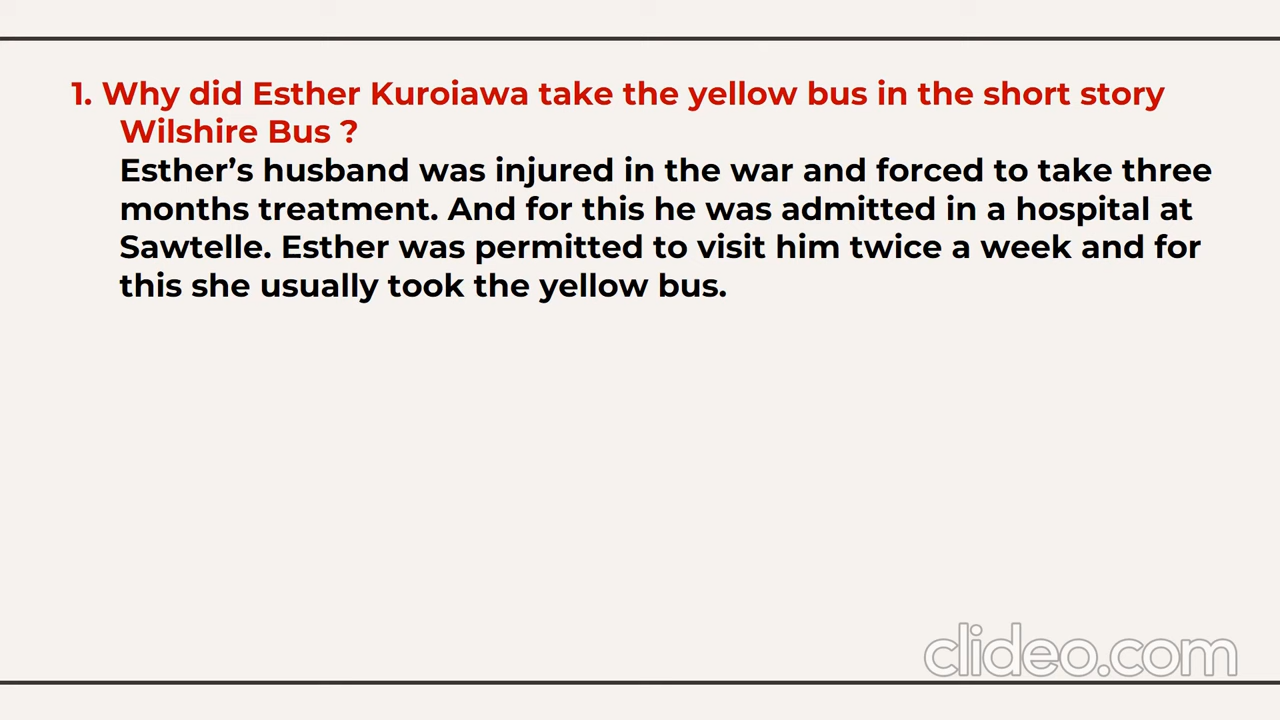 1. Why did Esther Kuroiawa take the yellow bus in the short story
Wilshire Bus ?
Esther’s husband was injured in the war and forced to take three
months treatment. And for this he was admitted in a hospital at
Sawtelle. Esther was permitted to visit him twice a week and for
this she usually took the yellow bus.
clideo.com